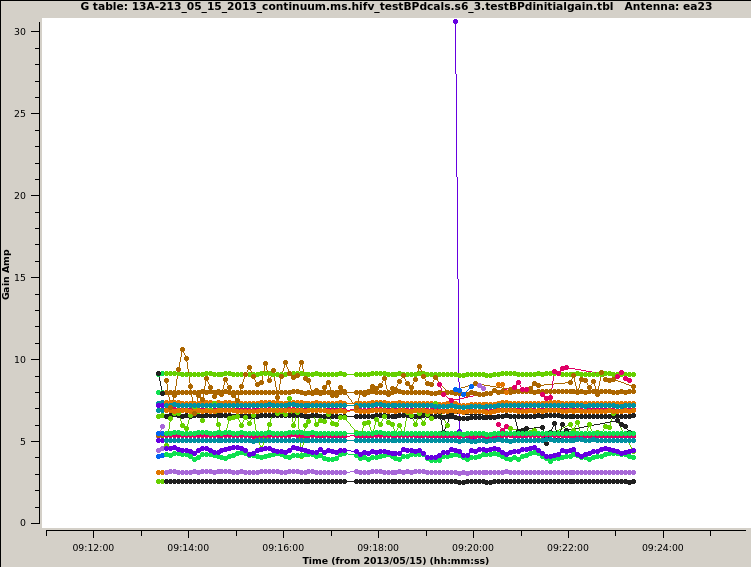 G table: 13A-213_05_15_2013_continuum.ms.hifv_testBPdcals.s6_3.testBPdinitialgain.tbl Antenna: ea23
30
25
20
15
10
5
0
Gain Amp
09:12:00 09:14:00 09:16:00 09:18:00 09:20:00 09:22:00 09:24:00
Time (from 2013/05/15) (hh:mm:ss)